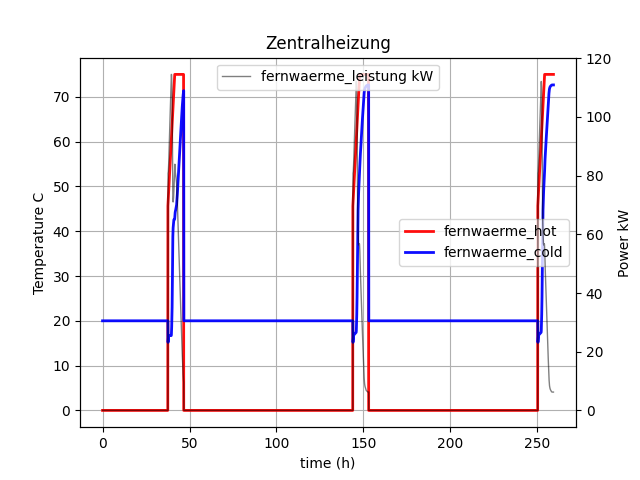 Zentralheizung
fernwaerme_leistung kW
fernwaerme_hot
fernwaerme_cold
Temperature C
70
60
50
40
30
20
10
0
Power kW
120
100
80
60
40
20
0
0 50 100 150 200 250
time (h)